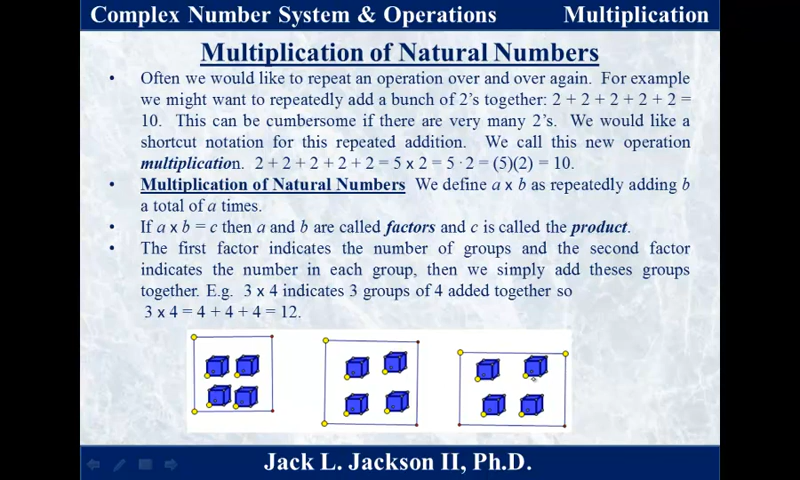 Complex Number System & Operations Multiplication
Multiplication of Natural Numbers
• Often we would like to repeat an operation over and over again. For example
we might want to repeatedly add a bunch of 2's together: 2 + 2 + 2 + 2 + 2 =
10. This can be cumbersome if there are very many 2's. We would like a
shortcut notation for this repeated addition. We call this new operation
multiplication. 2 + 2 + 2 + 2 + 2 = 5 x 2 = 5 · 2 = (5)(2) = 10.
• Multiplication of Natural Numbers We define a x b as repeatedly adding b
a total of a times.
• If a x b = c then a and b are called factors and c is called the product.
• The first factor indicates the number of groups and the second factor
indicates the number in each group, then we simply add theses groups
together. E.g. 3 x 4 indicates 3 groups of 4 added together so
3 x 4 = 4 + 4 + 4 = 12.
Jack L. Jackson II, Ph.D.